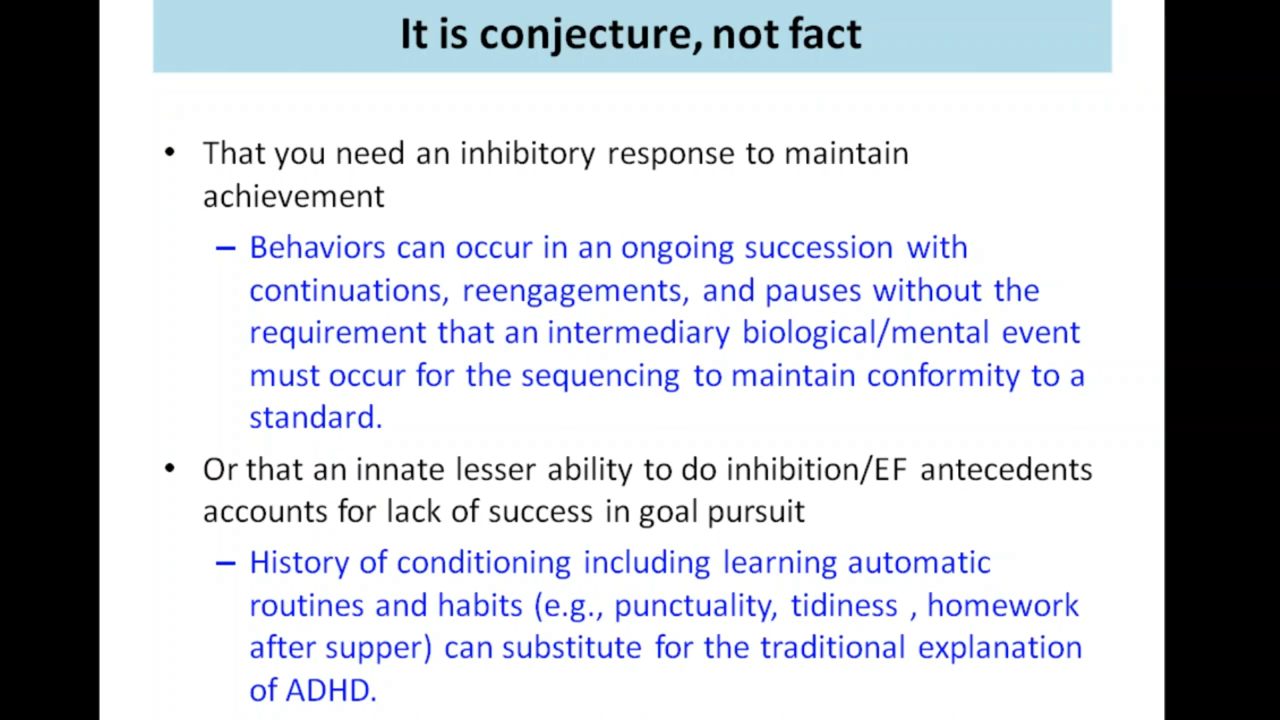 It is conjecture, not fact
• That you need an inhibitory response to maintain
achievement
– Behaviors can occur in an ongoing succession with
continuations, reengagements, and pauses without the
requirement that an intermediary biological/mental event
must occur for the sequencing to maintain conformity to a
standard.
• Or that an innate lesser ability to do inhibition/EF antecedents
accounts for lack of success in goal pursuit
– History of conditioning including learning automatic
routines and habits (e.g., punctuality, tidiness , homework
after supper) can substitute for the traditional explanation
of ADHD.